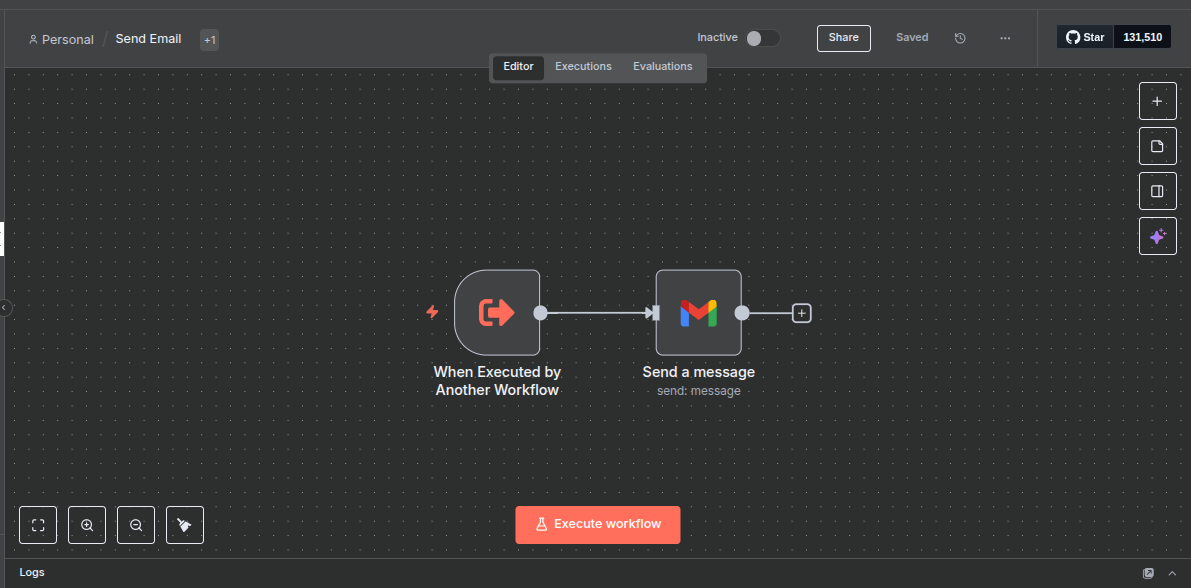 Personal / Send Email +1
Inactive
Share
Saved
Star 131,510
Editor Executions Evaluations
When Executed by
Another Workflow
Send a message
send: message
Execute workflow
Logs